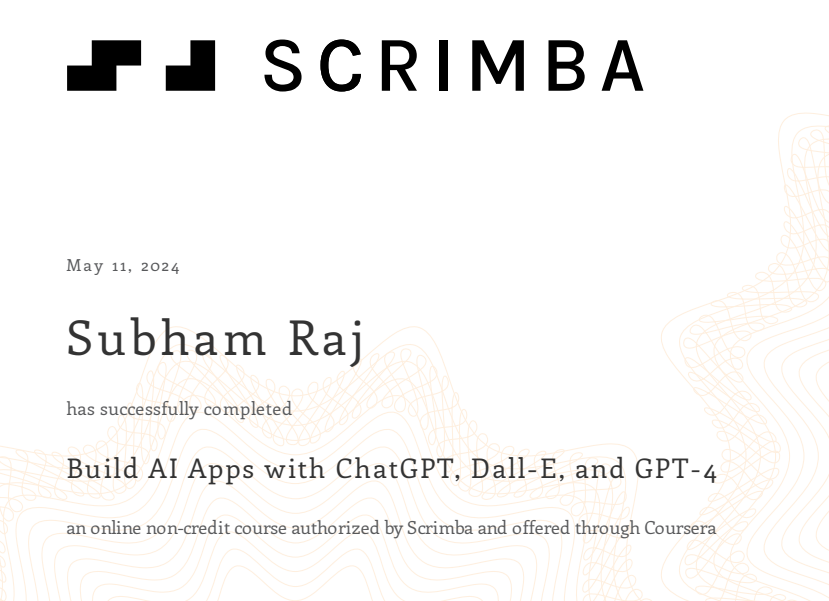 SCRIMBA
May 11, 2024
Subham Raj
has successfully completed
Build AI Apps with ChatGPT, Dall-E, and GPT-4
an online non-credit course authorized by Scrimba and offered through Coursera